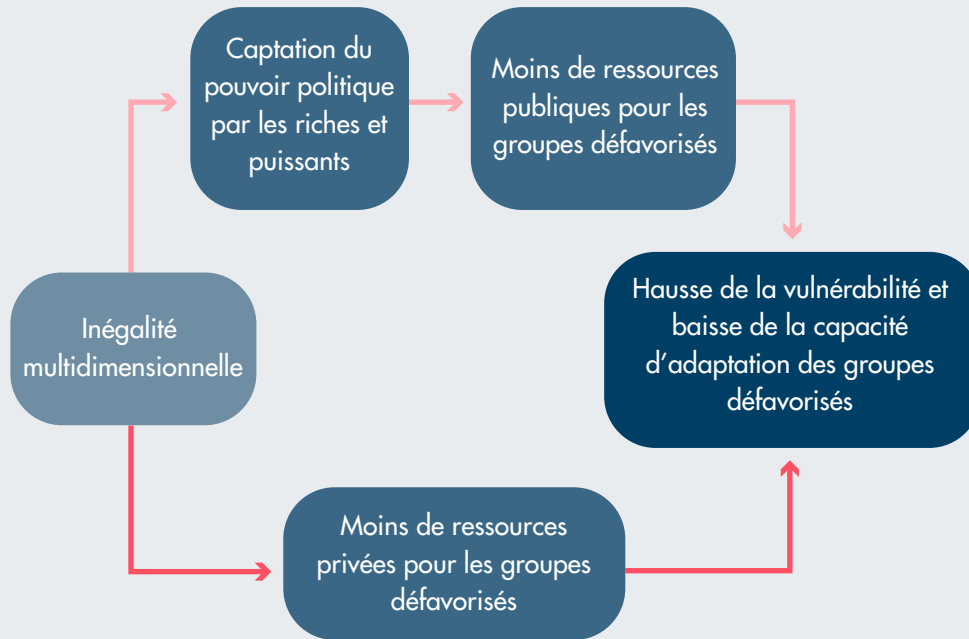 Captation du
pouvoir politique
par les riches et
puissants
Moins de ressources
publiques pour les
groupes défavorisés
Inégalité
multidimensionnelle
Hausse de la vulnérabilité et
baisse de la capacité
d’adaptation des groupes
défavorisés
Moins de ressources
privées pour les groupes
défavorisés